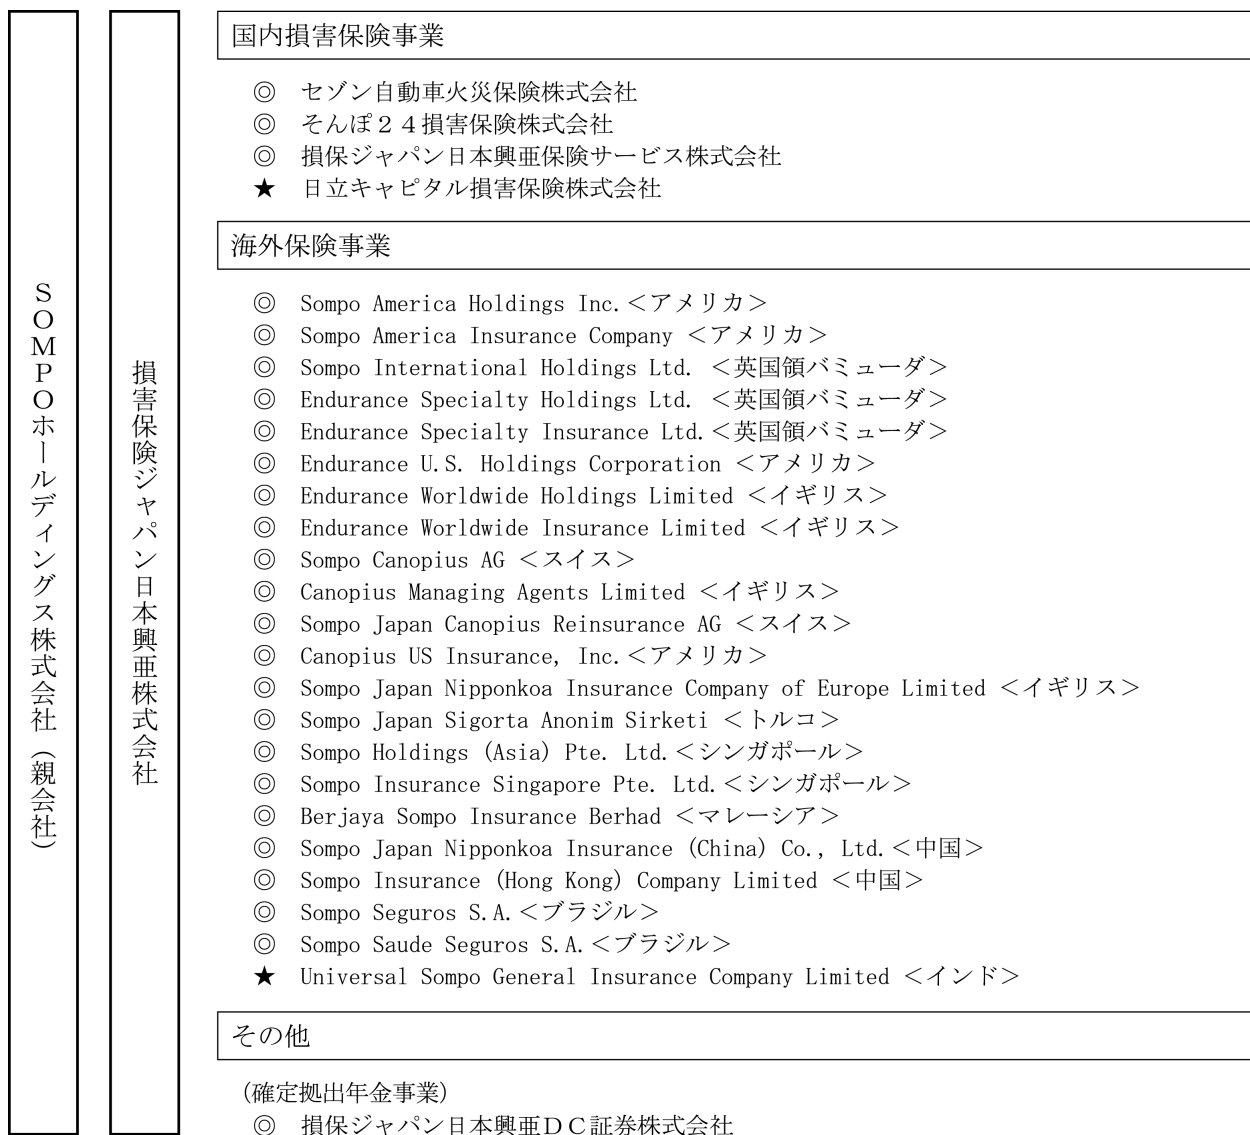 SOMPOホールディングス株式会社（親会社）
損害保険ジャパン日本興亜株式会社
国内損害保険事業
◎ セゾン自動車火災保険株式会社
◎ そんぽ２４損害保険株式会社
◎ 損保ジャパン日本興亜保険サービス株式会社
★ 日立キャピタル損害保険株式会社
海外保険事業
◎ Sompo America Holdings Inc.＜アメリカ＞
◎ Sompo America Insurance Company ＜アメリカ＞
◎ Sompo International Holdings Ltd. ＜英国領バミューダ＞
◎ Endurance Specialty Holdings Ltd. ＜英国領バミューダ＞
◎ Endurance Specialty Insurance Ltd.＜英国領バミューダ＞
◎ Endurance U.S. Holdings Corporation ＜アメリカ＞
◎ Endurance Worldwide Holdings Limited ＜イギリス＞
◎ Endurance Worldwide Insurance Limited ＜イギリス＞
◎ Sompo Canopius AG ＜スイス＞
◎ Canopius Managing Agents Limited ＜イギリス＞
◎ Sompo Japan Canopius Reinsurance AG ＜スイス＞
◎ Canopius US Insurance, Inc.＜アメリカ＞
◎ Sompo Japan Nipponkoa Insurance Company of Europe Limited ＜イギリス＞
◎ Sompo Japan Sigorta Anonim Sirketi ＜トルコ＞
◎ Sompo Holdings (Asia) Pte. Ltd.＜シンガポール＞
◎ Sompo Insurance Singapore Pte. Ltd.＜シンガポール＞
◎ Berjaya Sompo Insurance Berhad ＜マレーシア＞
◎ Sompo Japan Nipponkoa Insurance (China) Co., Ltd.＜中国＞
◎ Sompo Insurance (Hong Kong) Company Limited ＜中国＞
◎ Sompo Seguros S.A.＜ブラジル＞
◎ Sompo Saude Seguros S.A.＜ブラジル＞
★ Universal Sompo General Insurance Company Limited ＜インド＞
その他
（確定拠出年金事業）
◎ 損保ジャパン日本興亜ＤＣ証券株式会社